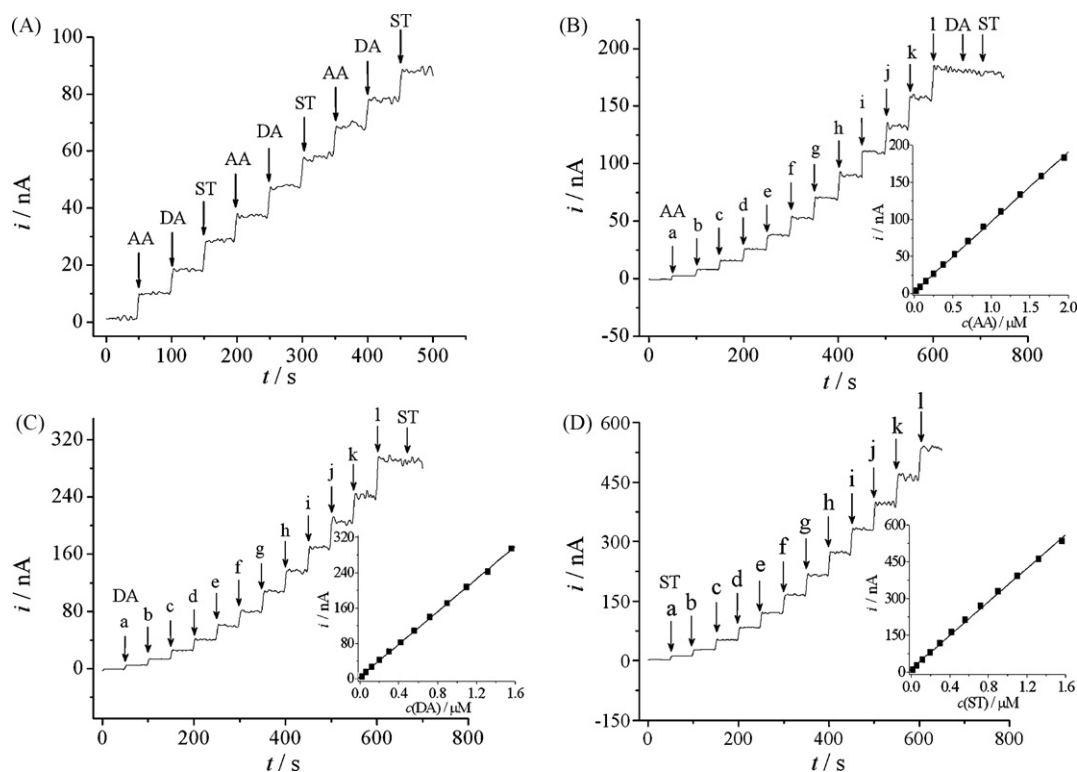 (A)
100
80
60
40
20
0
i / nA
AA
DA
ST
AA
DA
ST
AA
DA
ST
0 100 200 300 400 500
t / s
(B)
200
150
100
50
0
-50
i / nA
AA
a b c d e f g h i j k l DA ST
0 200 400 600 800
t / s
200
150
100
50
0
i / nA
0.0 0.4 0.8 1.2 1.6 2.0
c(AA) / μM
(C)
320
240
160
80
0
i / nA
DA
a b c d e f g h i j k l ST
0 200 400 600 800
t / s
320
240
160
80
0
i / nA
0.0 0.4 0.8 1.2 1.6
c(DA) / μM
(D)
600
450
300
150
0
-150
i / nA
ST
a b c d e f g h i j k l
0 200 400 600 800
t / s
600
450
300
150
0
i / nA
0.0 0.4 0.8 1.2 1.6
c(ST) / μM